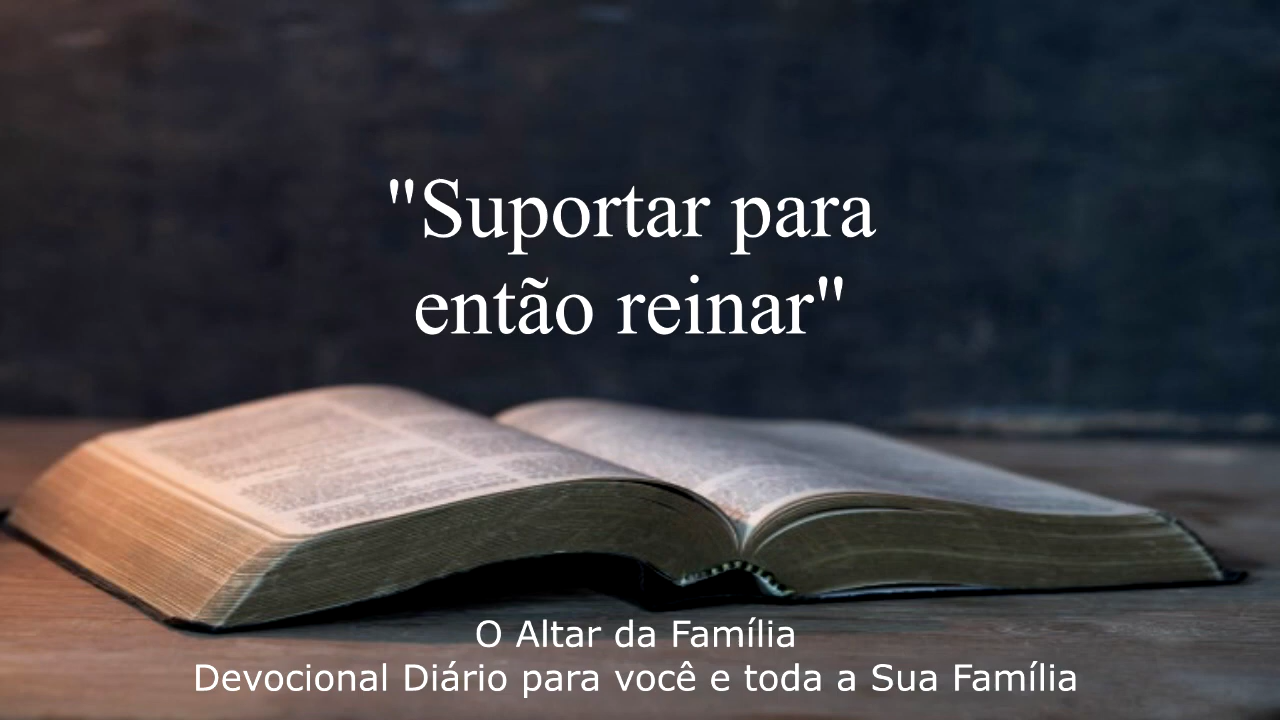 "Suportar para
então reinar"
O Altar da Família
Devocional Diário para você e toda a Sua Família